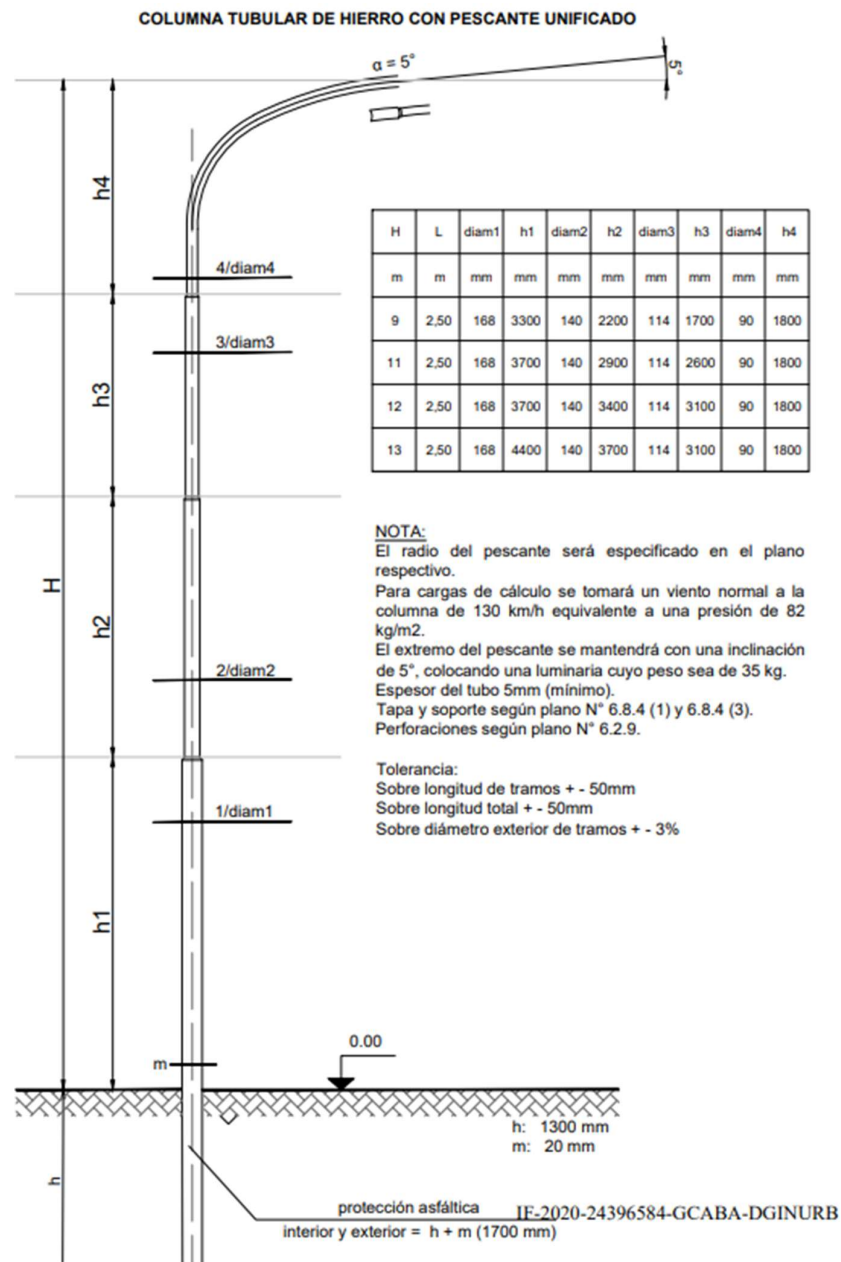 COLUMNA TUBULAR DE HIERRO CON PESCANTE UNIFICADO
α = 5°
5°
h4
4/diam4
3/diam3
h3
H
h2
2/diam2
1/diam1
h1
m
0.00
h
H L diam1 h1 diam2 h2 diam3 h3 diam4 h4
m m mm mm mm mm mm mm mm mm
9 2,50 168 3300 140 2200 114 1700 90 1800
11 2,50 168 3700 140 2900 114 2600 90 1800
12 2,50 168 3700 140 3400 114 3100 90 1800
13 2,50 168 4400 140 3700 114 3100 90 1800
NOTA:
El radio del pescante será especificado en el plano
respectivo.
Para cargas de cálculo se tomará un viento normal a la
columna de 130 km/h equivalente a una presión de 82
kg/m2.
El extremo del pescante se mantendrá con una inclinación
de 5°, colocando una luminaria cuyo peso sea de 35 kg.
Espesor del tubo 5mm (mínimo).
Tapa y soporte según plano N° 6.8.4 (1) y 6.8.4 (3).
Perforaciones según plano N° 6.2.9.
Tolerancia:
Sobre longitud de tramos + - 50mm
Sobre longitud total + - 50mm
Sobre diámetro exterior de tramos + - 3%
h: 1300 mm
m: 20 mm
protección asfáltica
interior y exterior = h + m (1700 mm)
IF-2020-24396584-GCABA-DGINURB